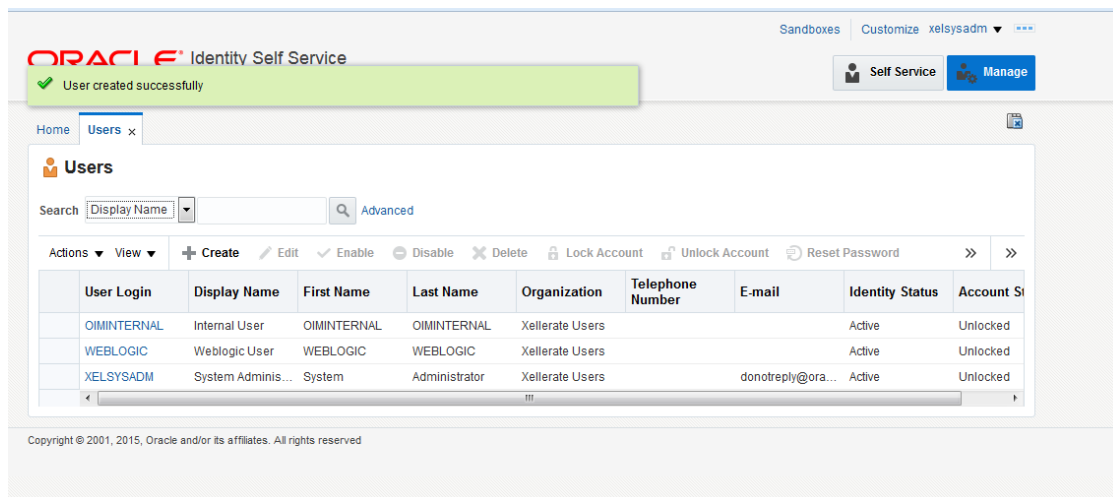 Sandboxes Customize xelsysadm
ORACLE Identity Self Service
User created successfully
Self Service Manage
Home Users x
Users
Search Display Name Advanced
Actions View Create Edit Enable Disable Delete Lock Account Unlock Account Reset Password » »
User Login Display Name First Name Last Name Organization Telephone Number E-mail Identity Status Account St
OIMINTERNAL Internal User OIMINTERNAL OIMINTERNAL Xellerate Users Active Unlocked
WEBLOGIC Weblogic User WEBLOGIC WEBLOGIC Xellerate Users Active Unlocked
XELSYSADM System Adminis... System Administrator Xellerate Users donotreply@ora... Active Unlocked
Copyright © 2001, 2015, Oracle and/or its affiliates. All rights reserved